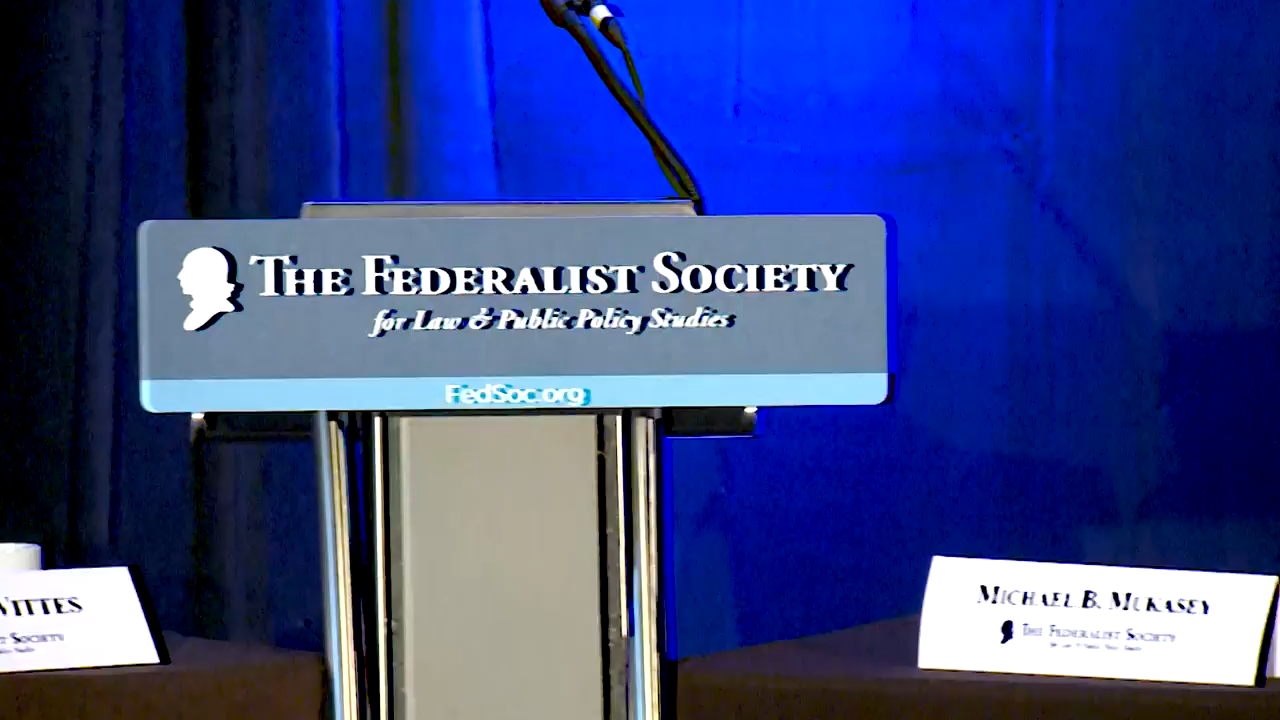 THE FEDERALIST SOCIETY
for Law & Public Policy Studies
FedSoc.org
WITTES
SOCIETY
MICHAEL B. MUKASEY
THE FEDERALIST SOCIETY